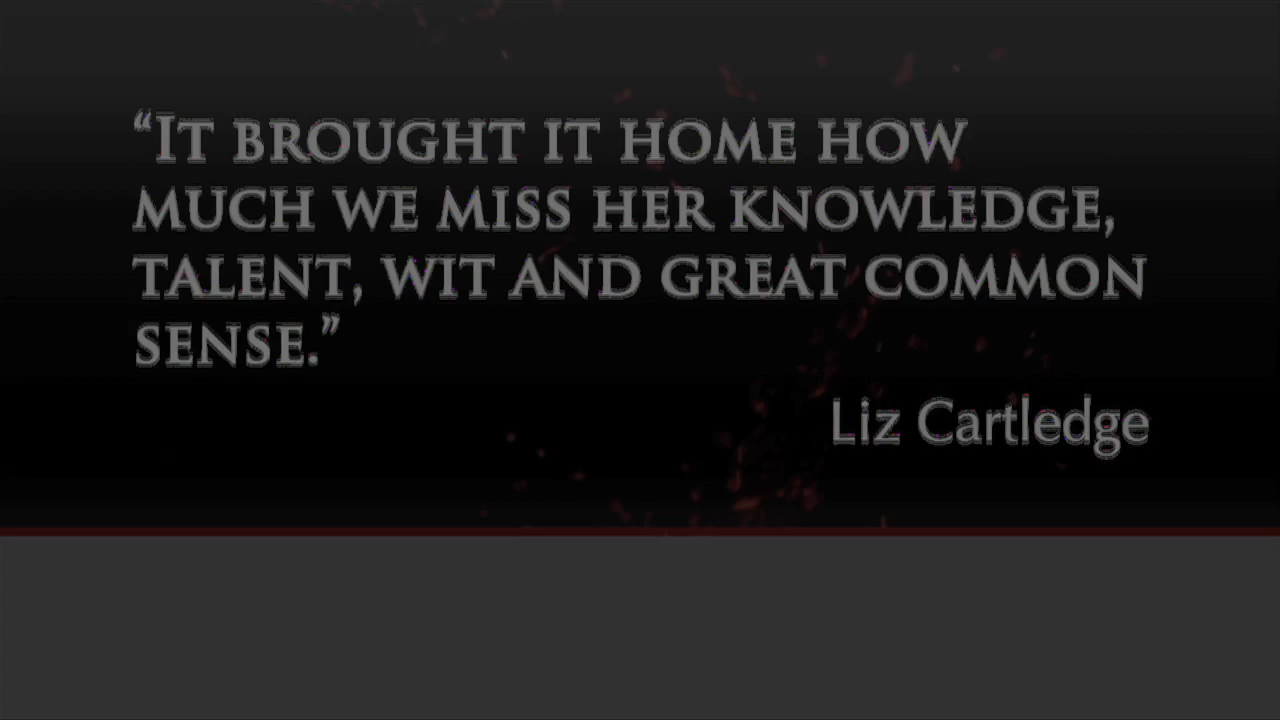 “It brought it home how
much we miss her knowledge,
talent, wit and great common
sense.”
Liz Cartledge